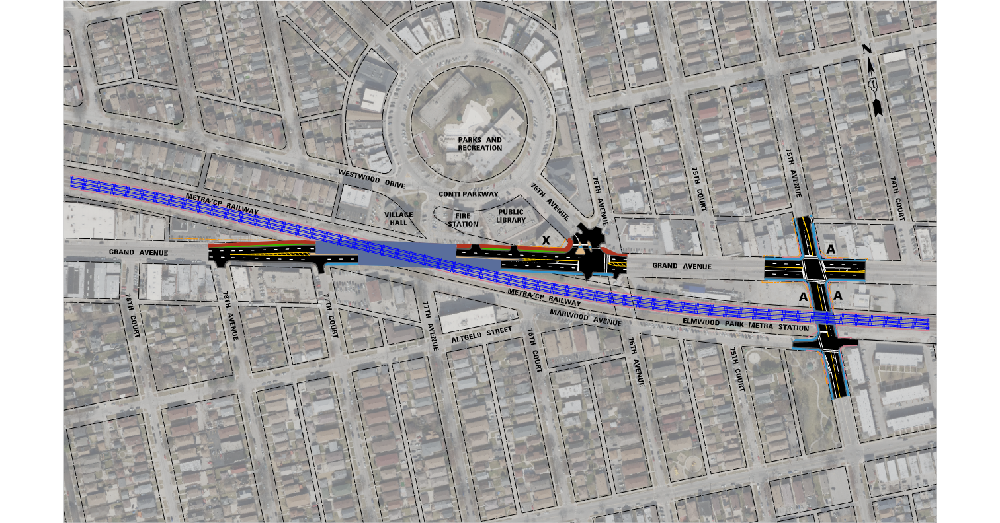 N
1
PARKS AND
RECREATION
WESTWOOD DRIVE
75TH AVENUE
76TH AVENUE
75TH COURT
74TH COURT
METRA/CP RAILWAY
CONTI PARKWAY
76TH AVENUE
VILLAGE
HALL
FIRE
STATION
PUBLIC
LIBRARY
X
A
GRAND AVENUE
GRAND AVENUE
A
A
METRA/CP RAILWAY
MARWOOD AVENUE
ELMWOOD PARK METRA STATION
78TH COURT
78TH AVENUE
77TH COURT
77TH AVENUE
ALTGELD STREET
76TH COURT
76TH AVENUE
75TH COURT